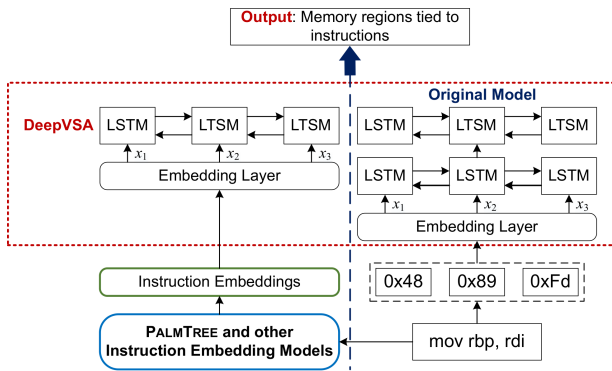 Output: Memory regions tied to
instructions
Original Model
DeepVSA
LSTM LTSM LTSM
x1 x2 x3
Embedding Layer
LSTM LTSM LTSM
LSTM LSTM LSTM
x1 x2 x3
Embedding Layer
Instruction Embeddings
0x48 0x89 0xFd
PALMTREE and other
Instruction Embedding Models
mov rbp, rdi